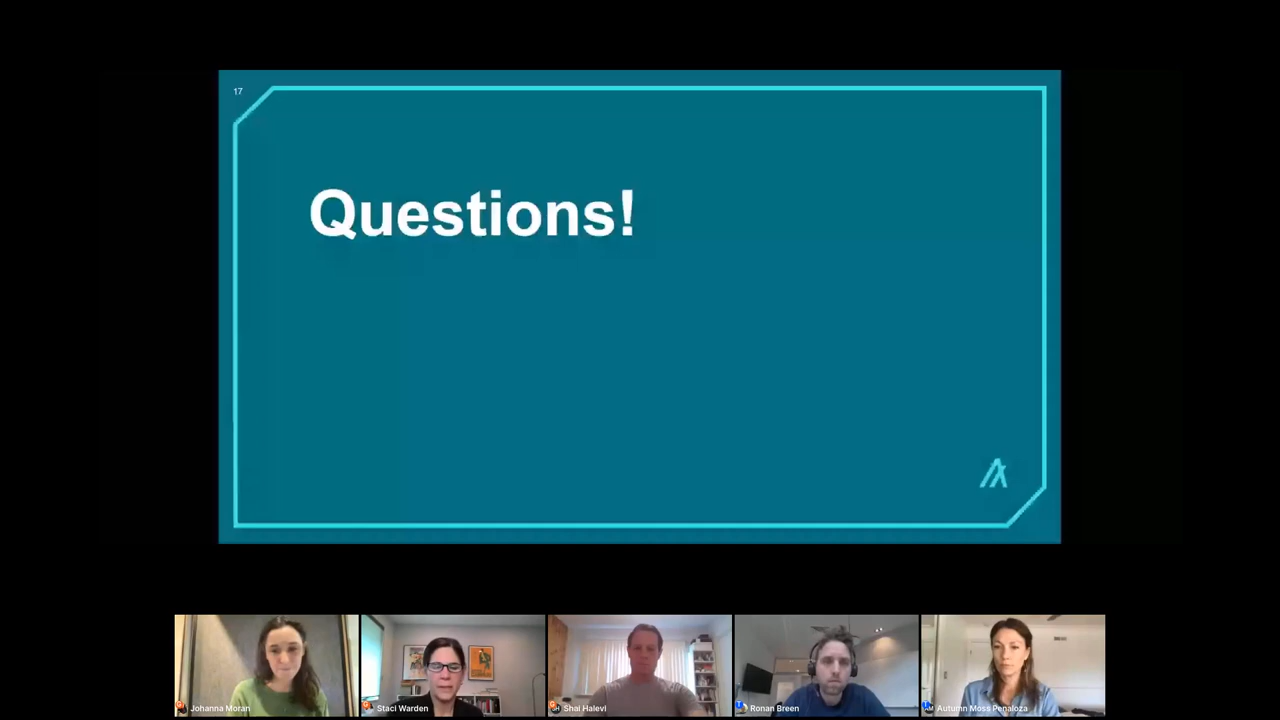 17
Questions!
Johanna Moran
Staci Warden
Shai Halevi
Ronan Breen
Autumn Moss Penaloza